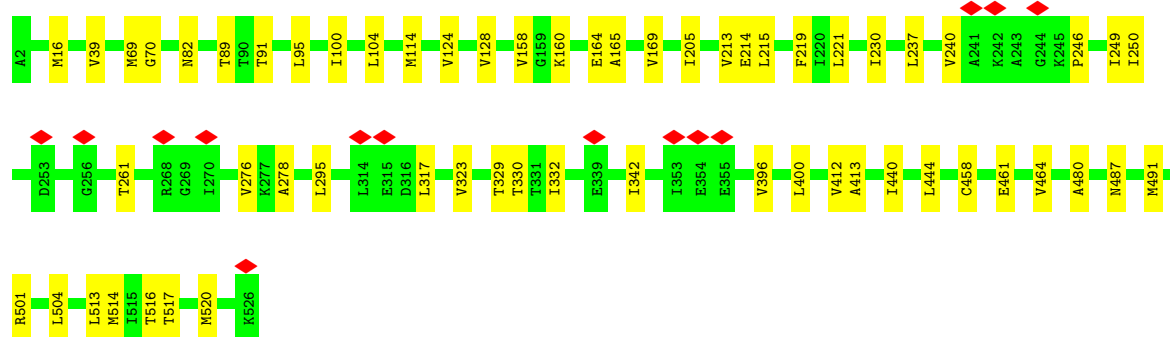 A2 M16 V39 M69 G70 N82 T89 T90 T91 L95 I100 L104 M114 V124 V128 V158 G159 K160 E164 A165 V169 I205 V213 E214 L215 F219 I220 L221 I230 L237 V240 A241 K242 A243 G244 K245 P246 I249 I250
D253 G256 T261 R268 G269 I270 V276 K277 A278 L295 L314 E315 D316 L317 V323 T329 T330 T331 I332 E339 I342 I353 E354 E355 V396 L400 V412 A413 I440 L444 C458 E461 V464 A480 N487 M491
R501 L504 L513 M514 I515 T516 T517 M520 K526